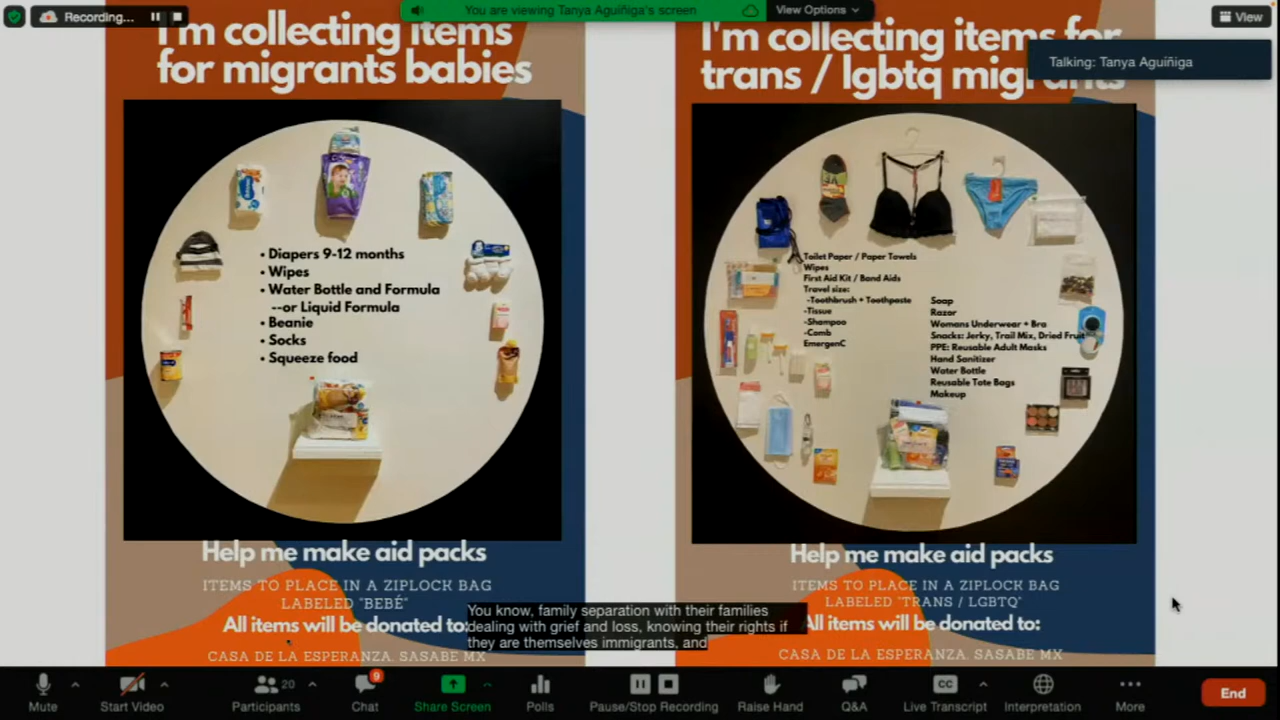 Recording...
You are viewing Tanya Aguiñiga's screen
View Options
View
Talking: Tanya Aguiñiga
I'm collecting items
for migrants babies
• Diapers 9-12 months
• Wipes
• Water Bottle and Formula
--or Liquid Formula
• Beanie
• Socks
• Squeeze food
Help me make aid packs
ITEMS TO PLACE IN A ZIPLOCK BAG
LABELED "BEBÉ"
All items will be donated to:
CASA DE LA ESPERANZA, SASABE MX
I'm collecting items for
trans / lgbtq migrants
Toilet Paper / Paper Towels
Wipes
First Aid Kit / Band Aids
Travel size:
-Toothbrush + Toothpaste
-Tissue
-Shampoo
-Comb
EmergenC
Soap
Razor
Womans Underwear + Bra
Snacks: Jerky, Trail Mix, Dried Fruit
PPE: Reusable Adult Masks
Hand Sanitizer
Water Bottle
Reusable Tote Bags
Makeup
Help me make aid packs
ITEMS TO PLACE IN A ZIPLOCK BAG
LABELED "TRANS / LGBTQ"
All items will be donated to:
CASA DE LA ESPERANZA, SASABE MX
You know, family separation with their families
dealing with grief and loss, knowing their rights if
they are themselves immigrants, and
Mute
Start Video
Participants
20
Chat
9
Share Screen
Polls
Pause/Stop Recording
Raise Hand
Q&A
CC
Live Transcript
Interpretation
More
End